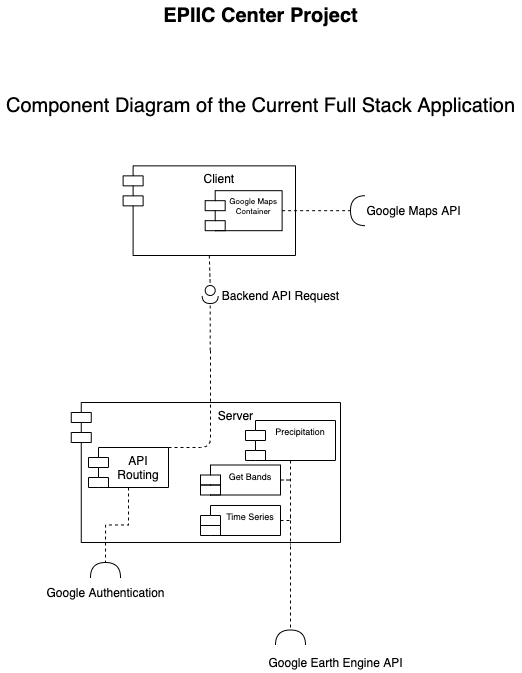 EPIIC Center Project
Component Diagram of the Current Full Stack Application
Client
Google Maps
Container
Google Maps API
Backend API Request
Server
Precipitation
API
Routing
Get Bands
Time Series
Google Authentication
Google Earth Engine API